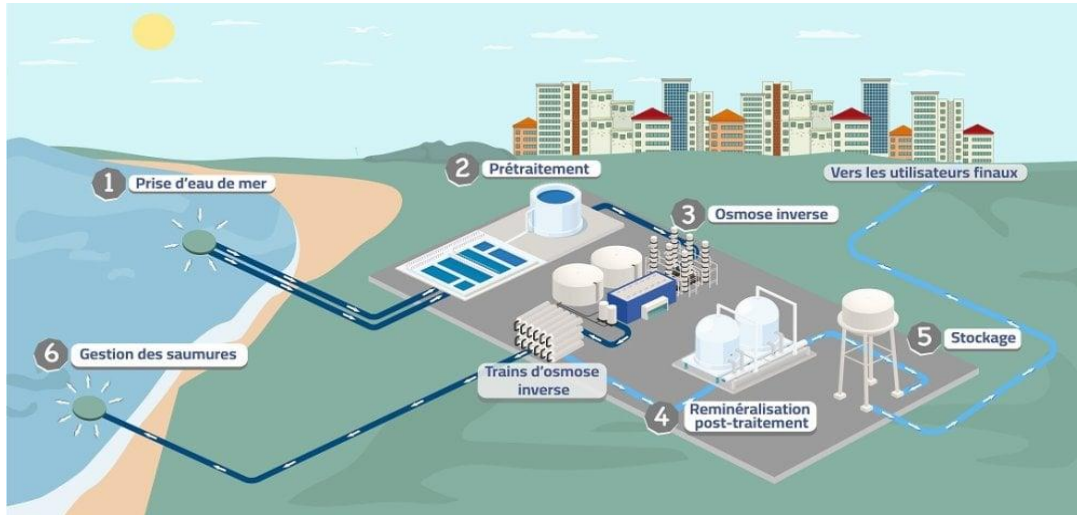 1 Prise d'eau de mer
2 Prétraitement
3 Osmose inverse
Vers les utilisateurs finaux
6 Gestion des saumures
Trains d'osmose
inverse
4 Reminéralisation
post-traitement
5 Stockage